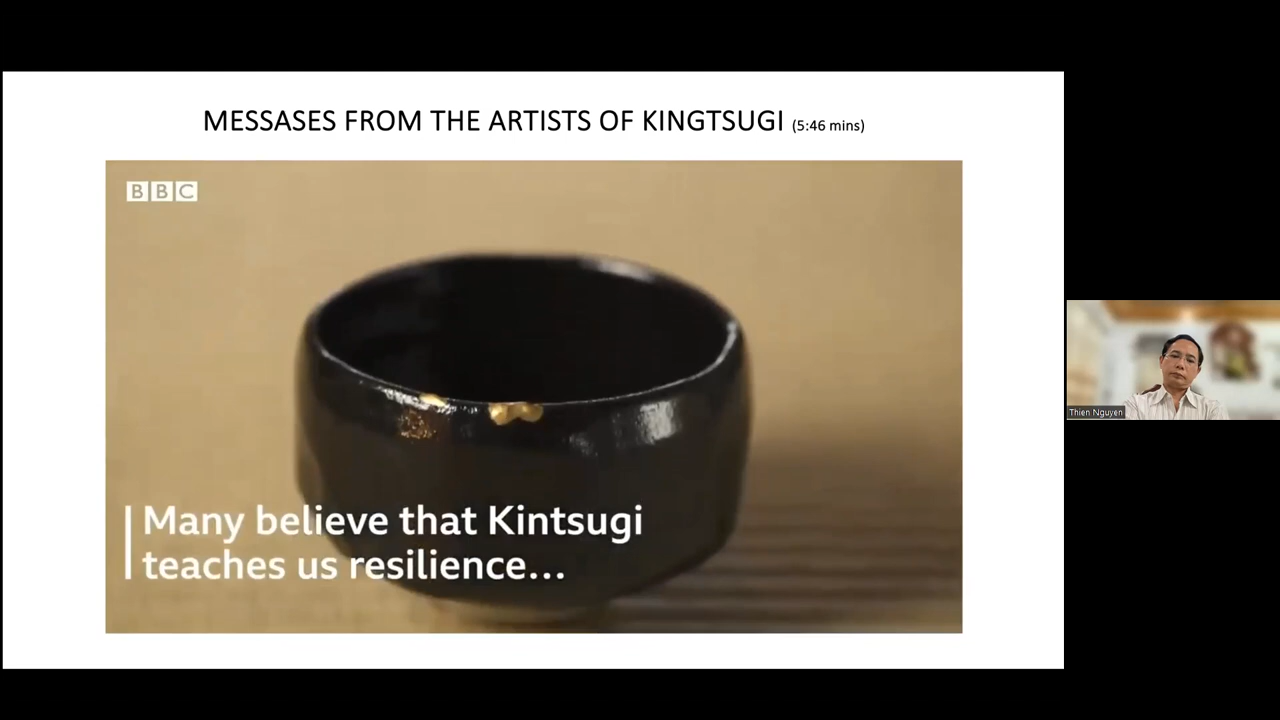 MESSASES FROM THE ARTISTS OF KINGTSUGI (5:46 mins)
BBC
Many believe that Kintsugi
teaches us resilience...
Thien Nguyen